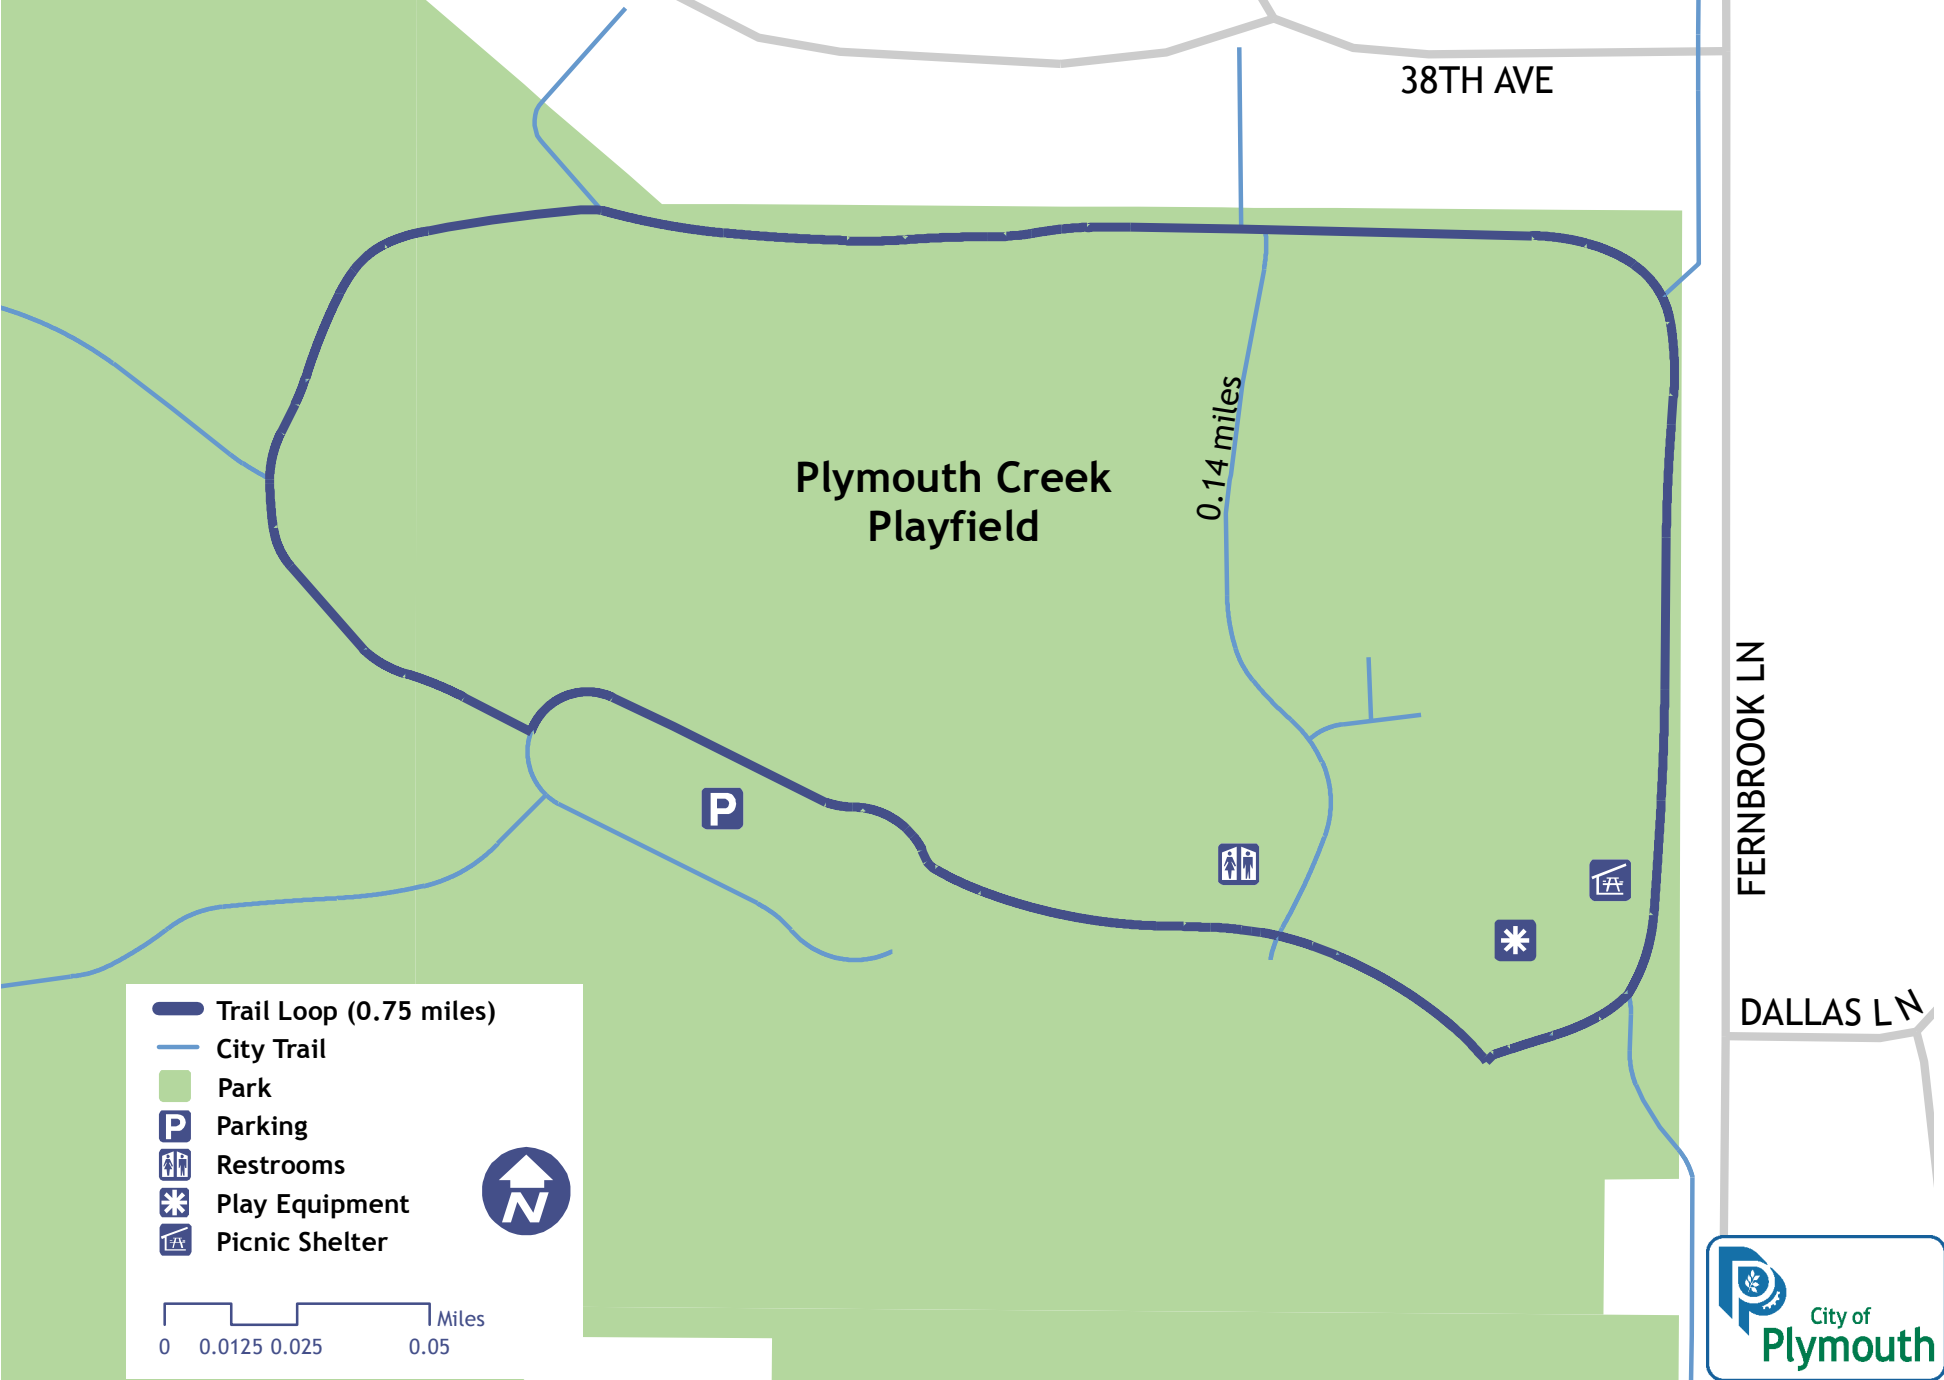 38TH AVE
0.14 miles
Plymouth Creek
Playfield
FERNBROOK LN
P
DALLAS LN
Trail Loop (0.75 miles)
City Trail
Park
P
Parking
Restrooms
Play Equipment
Picnic Shelter
N
Miles
0 0.0125 0.025 0.05
P
City of
Plymouth